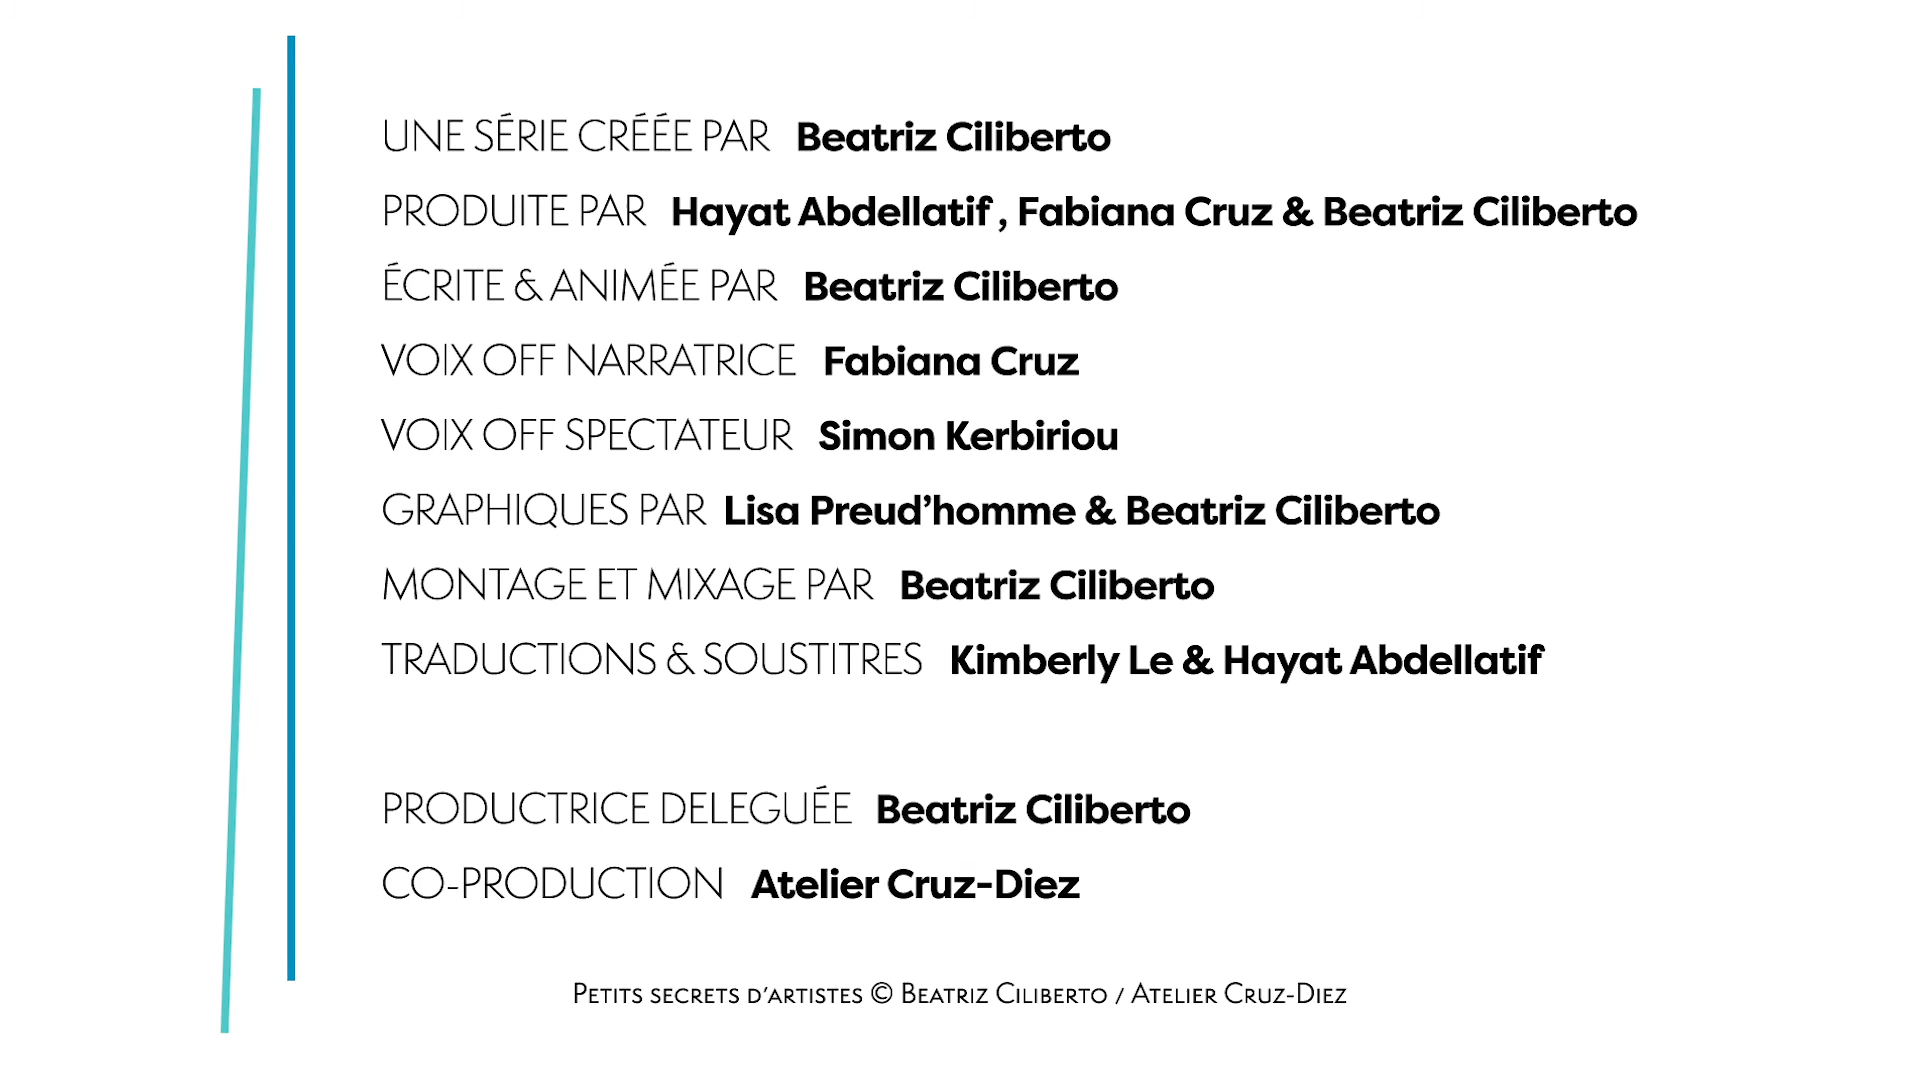 UNE SÉRIE CRÉÉE PAR Beatriz Ciliberto
PRODUITE PAR Hayat Abdellatif , Fabiana Cruz & Beatriz Ciliberto
ÉCRITE & ANIMÉE PAR Beatriz Ciliberto
VOIX OFF NARRATRICE Fabiana Cruz
VOIX OFF SPECTATEUR Simon Kerbiriou
GRAPHIQUES PAR Lisa Preud’homme & Beatriz Ciliberto
MONTAGE ET MIXAGE PAR Beatriz Ciliberto
TRADUCTIONS & SOUSTITRES Kimberly Le & Hayat Abdellatif
PRODUCTRICE DELEGUÉE Beatriz Ciliberto
CO-PRODUCTION Atelier Cruz-Diez
Petits secrets d’artistes © Beatriz Ciliberto / Atelier Cruz-Diez